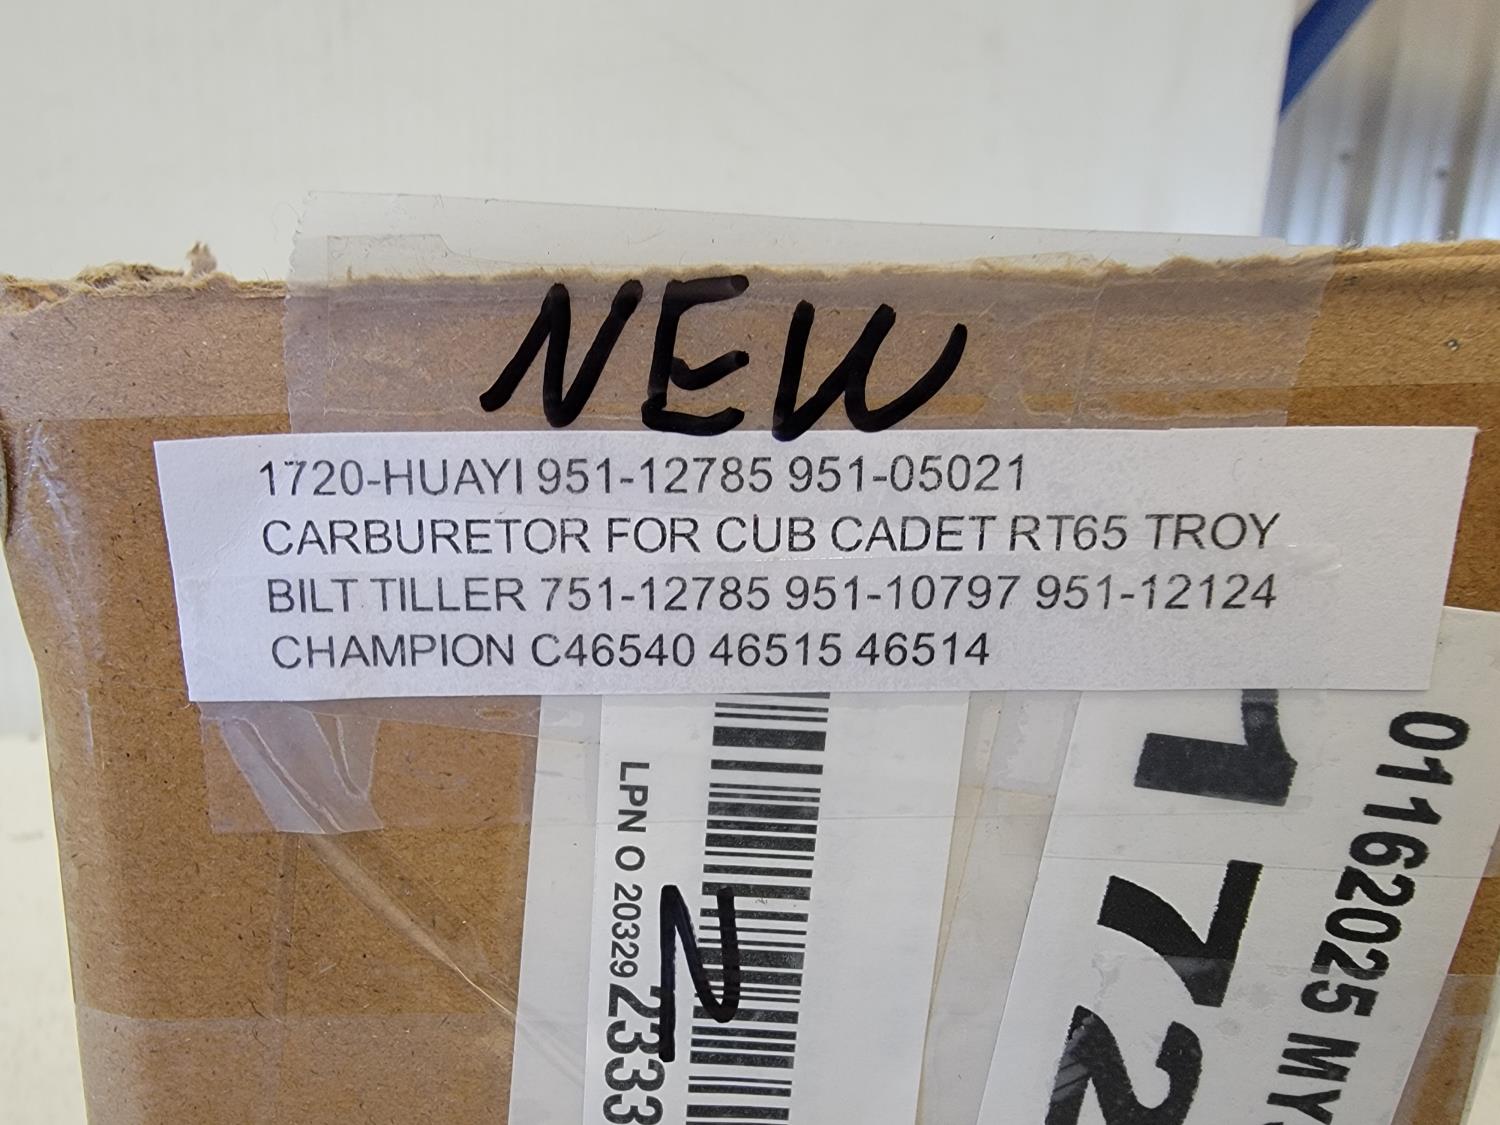 NEW
1720-HUAYI 951-12785 951-05021
CARBURETOR FOR CUB CADET RT65 TROY
BILT TILLER 751-12785 951-10797 951-12124
CHAMPION C46540 46515 46514
LPN O 20329 2333
N
172
01162025 MY